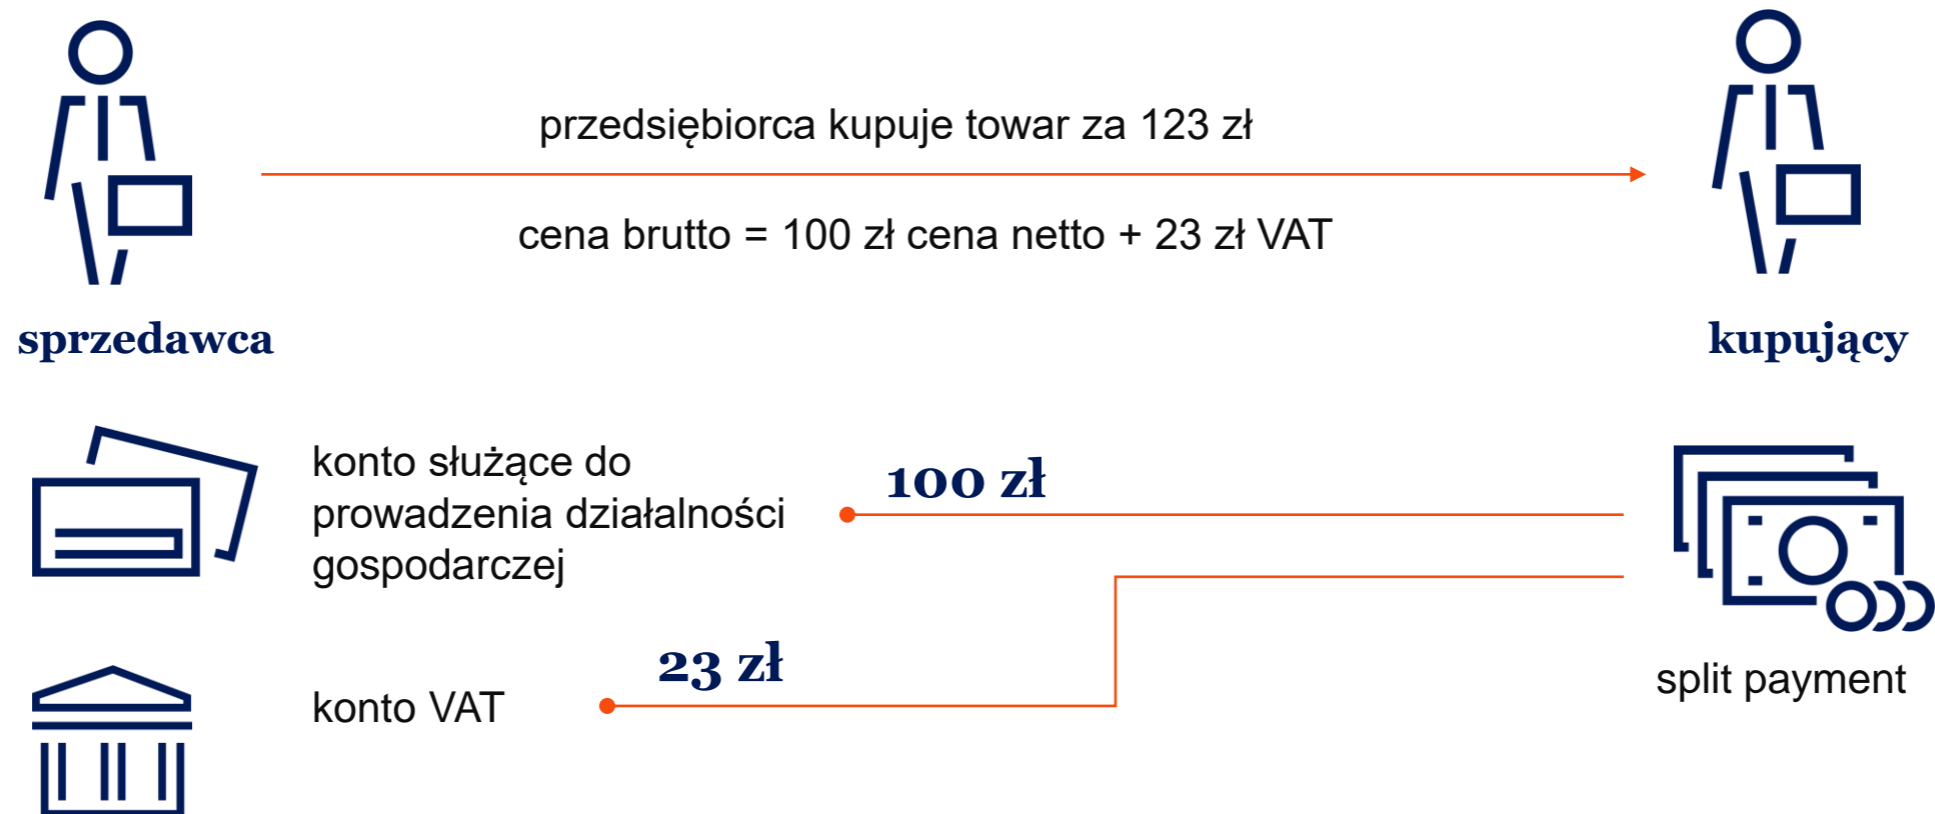 przedsiębiorca kupuje towar za 123 zł
cena brutto = 100 zł cena netto + 23 zł VAT
sprzedawca
kupujący
konto służące do
prowadzenia działalności
gospodarczej
100 zł
23 zł
konto VAT
split payment